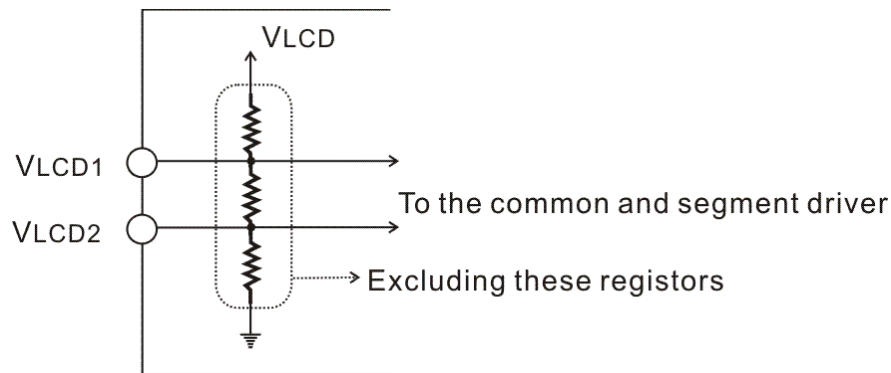 VLCD
VLCD1
To the common and segment driver
VLCD2
Excluding these registors